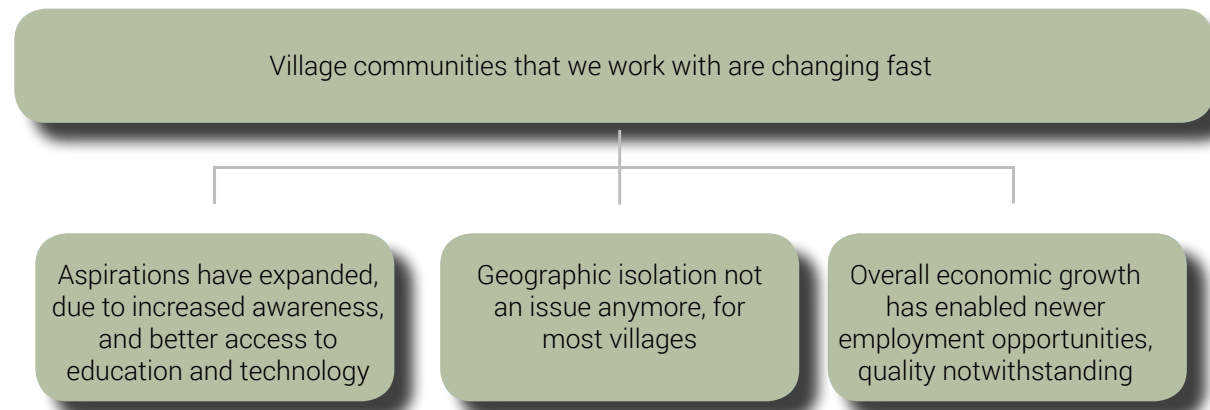 Village communities that we work with are changing fast
Aspirations have expanded,
due to increased awareness,
and better access to
education and technology
Geographic isolation not
an issue anymore, for
most villages
Overall economic growth
has enabled newer
employment opportunities,
quality notwithstanding